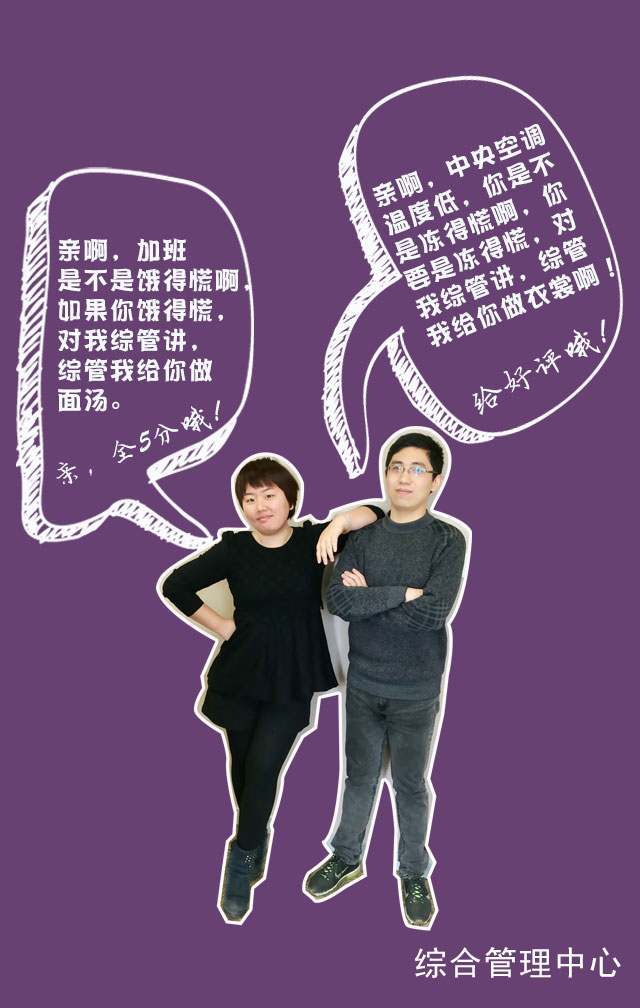 亲啊，加班
是不是饿得慌啊，
如果你饿得慌，
对我综管讲，
综管我给你做
面汤。
亲，全5分哦！
亲啊，中央空调
温度低，你是不
是冻得慌啊，你
要是冻得慌，对
我综管讲，综管
我给你做衣裳啊！
给好评哦！
综合管理中心